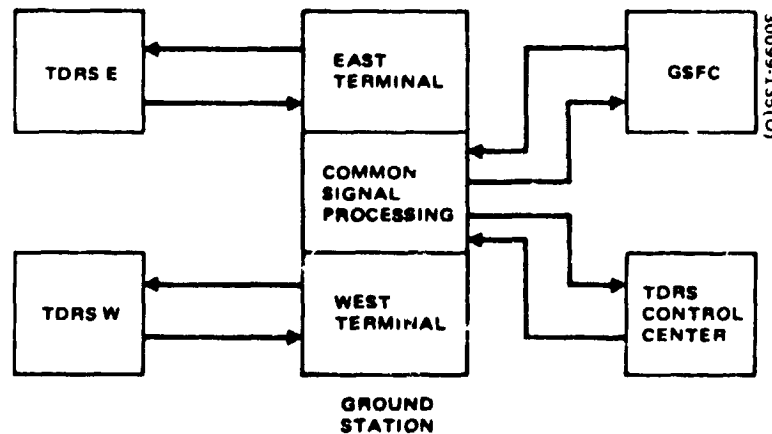 TDRS E
EAST
TERMINAL
GSFC
COMMON
SIGNAL
PROCESSING
TDRS W
WEST
TERMINAL
TDRS
CONTROL
CENTER
GROUND
STATION